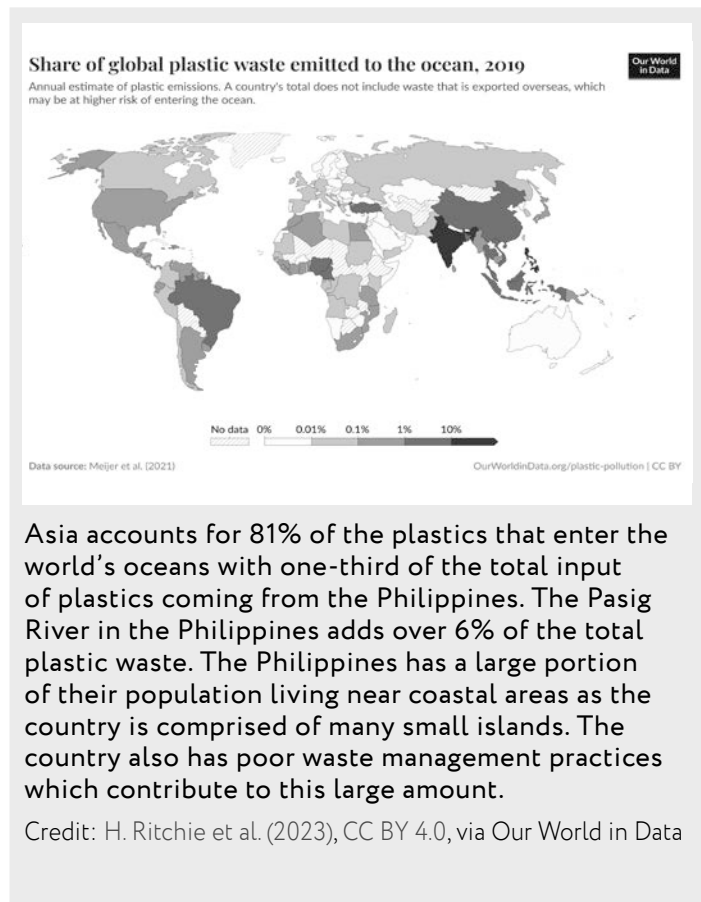 Share of global plastic waste emitted to the ocean, 2019
Our World
in Data
Annual estimate of plastic emissions. A country's total does not include waste that is exported overseas, which
may be at higher risk of entering the ocean.
No data 0% 0.01% 0.1% 1% 10%
Data source: Meijer et al. (2021)
OurWorldinData.org/plastic-pollution | CC BY
Asia accounts for 81% of the plastics that enter the
world's oceans with one-third of the total input
of plastics coming from the Philippines. The Pasig
River in the Philippines adds over 6% of the total
plastic waste. The Philippines has a large portion
of their population living near coastal areas as the
country is comprised of many small islands. The
country also has poor waste management practices
which contribute to this large amount.
Credit: H. Ritchie et al. (2023), CC BY 4.0, via Our World in Data